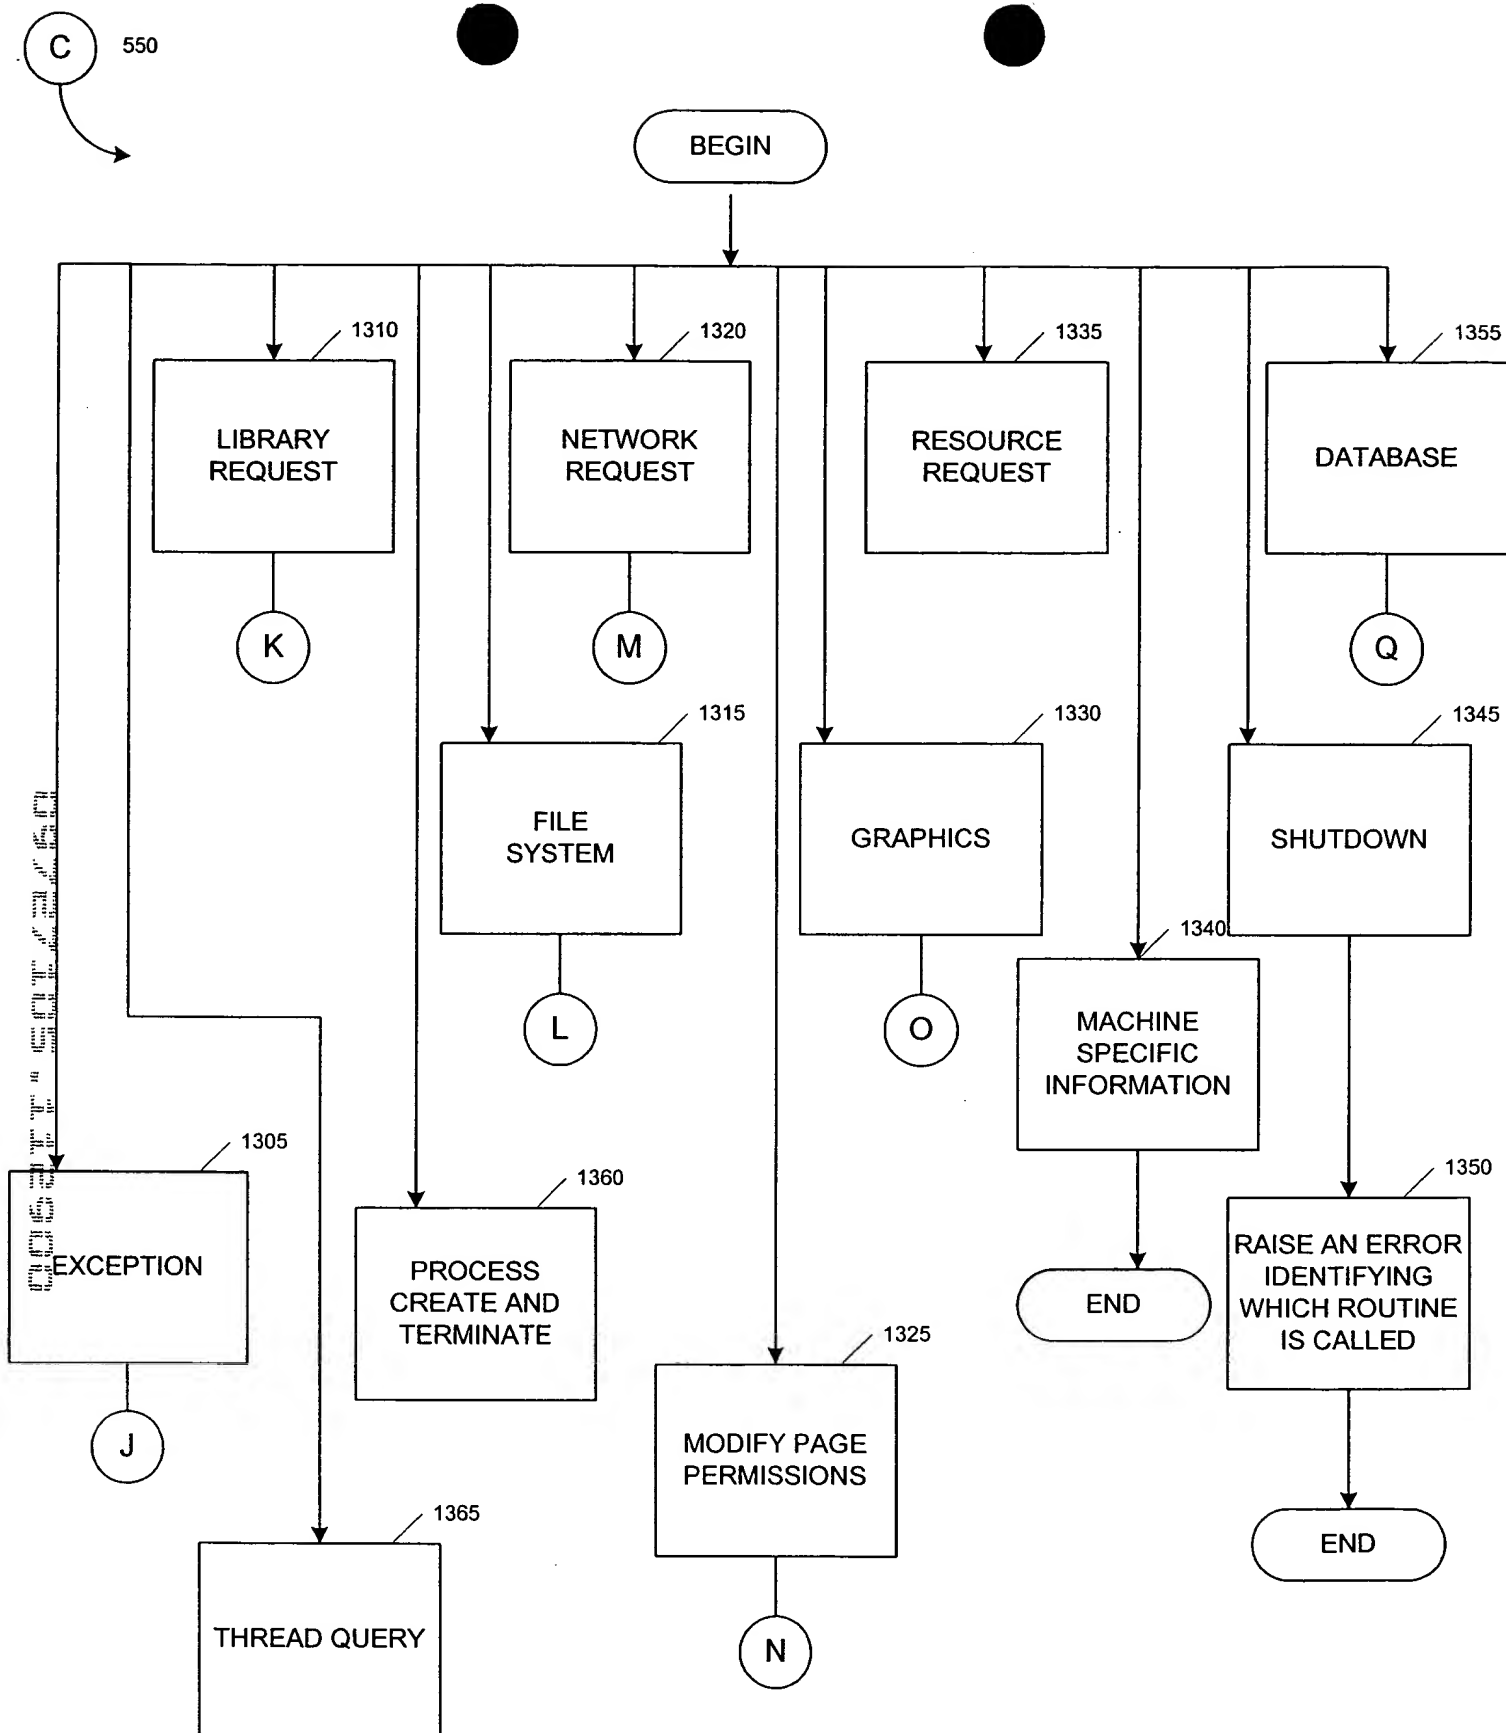 C
550
BEGIN
1310
1320
1335
1355
LIBRARY
REQUEST
NETWORK
REQUEST
RESOURCE
REQUEST
DATABASE
K
M
Q
1315
1330
1345
FILE
SYSTEM
GRAPHICS
SHUTDOWN
L
O
1340
MACHINE
SPECIFIC
INFORMATION
END
1305
EXCEPTION
J
1360
PROCESS
CREATE AND
TERMINATE
1350
RAISE AN ERROR
IDENTIFYING
WHICH ROUTINE
IS CALLED
END
1325
MODIFY PAGE
PERMISSIONS
N
1365
THREAD QUERY